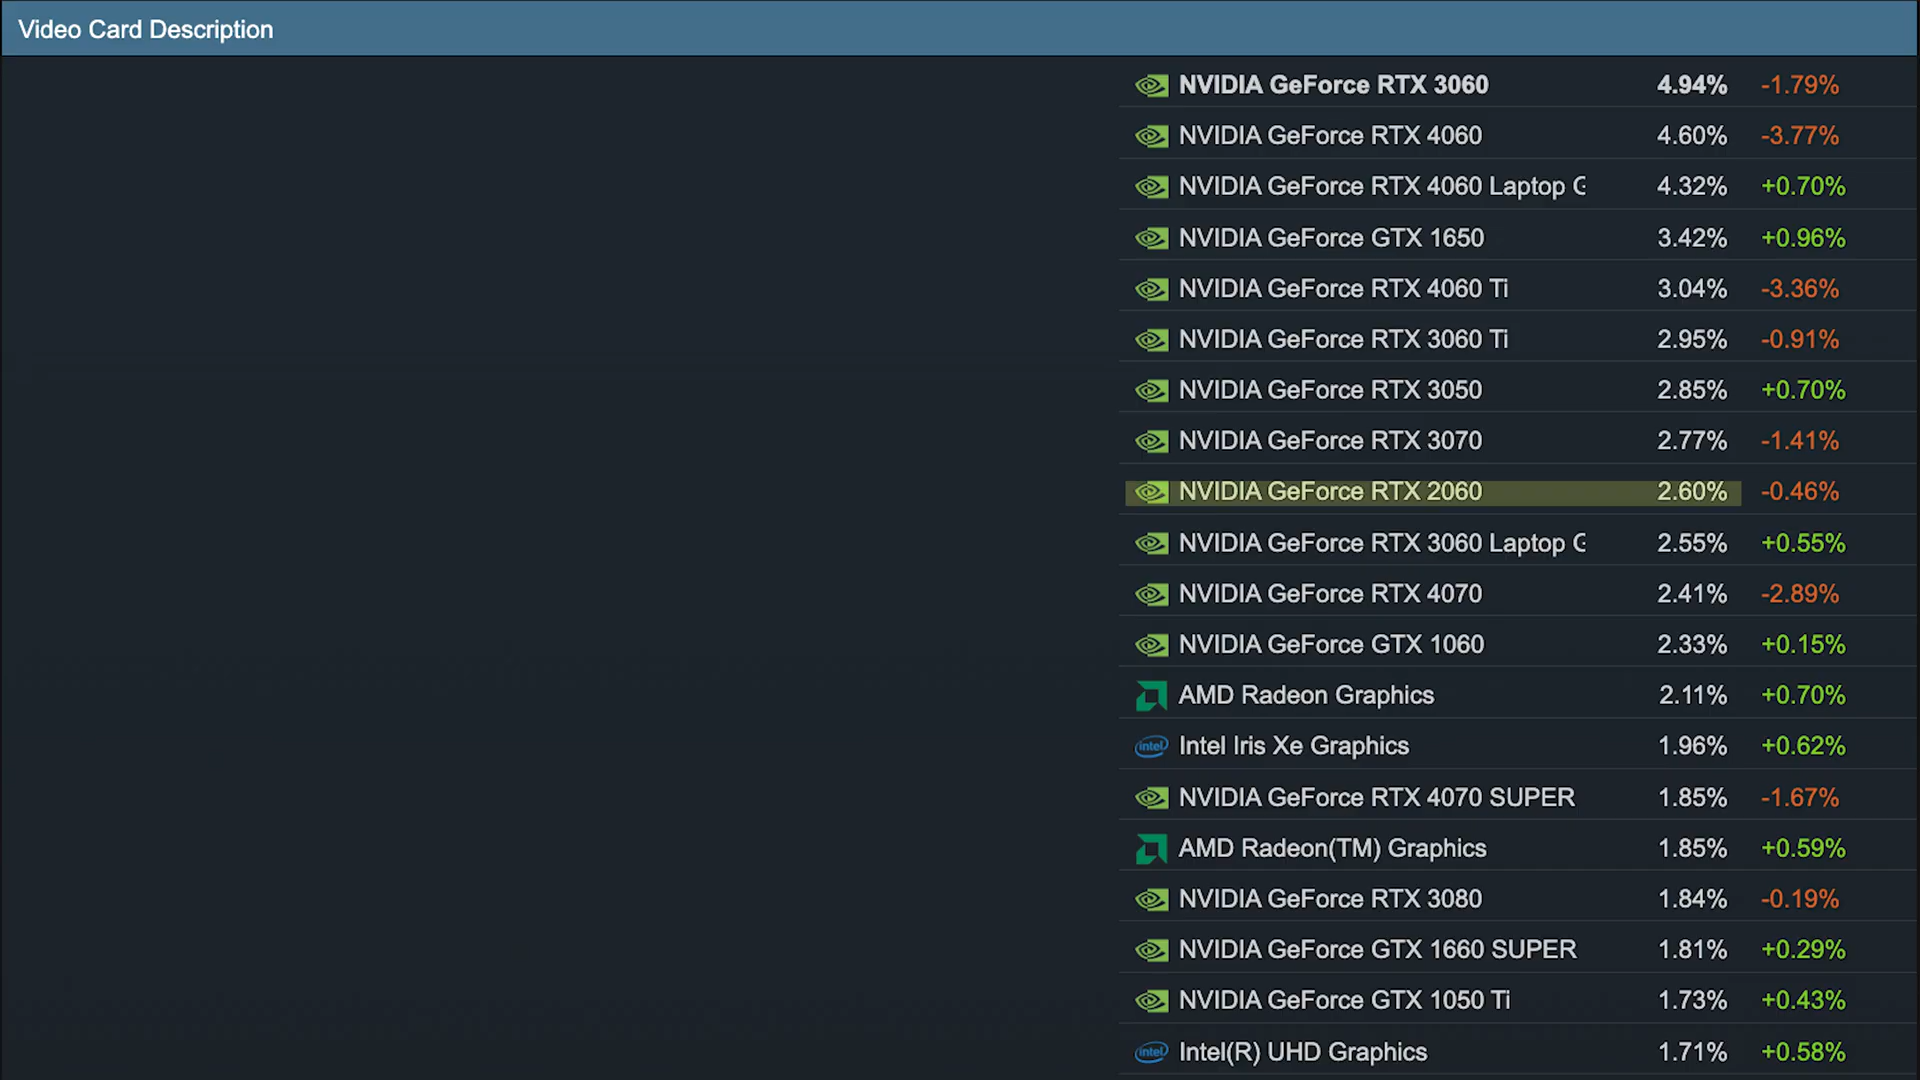 Video Card Description
NVIDIA GeForce RTX 3060 4.94% -1.79%
NVIDIA GeForce RTX 4060 4.60% -3.77%
NVIDIA GeForce RTX 4060 Laptop G 4.32% +0.70%
NVIDIA GeForce GTX 1650 3.42% +0.96%
NVIDIA GeForce RTX 4060 Ti 3.04% -3.36%
NVIDIA GeForce RTX 3060 Ti 2.95% -0.91%
NVIDIA GeForce RTX 3050 2.85% +0.70%
NVIDIA GeForce RTX 3070 2.77% -1.41%
NVIDIA GeForce RTX 2060 2.60% -0.46%
NVIDIA GeForce RTX 3060 Laptop G 2.55% +0.55%
NVIDIA GeForce RTX 4070 2.41% -2.89%
NVIDIA GeForce GTX 1060 2.33% +0.15%
AMD Radeon Graphics 2.11% +0.70%
intel Intel Iris Xe Graphics 1.96% +0.62%
NVIDIA GeForce RTX 4070 SUPER 1.85% -1.67%
AMD Radeon(TM) Graphics 1.85% +0.59%
NVIDIA GeForce RTX 3080 1.84% -0.19%
NVIDIA GeForce GTX 1660 SUPER 1.81% +0.29%
NVIDIA GeForce GTX 1050 Ti 1.73% +0.43%
intel Intel(R) UHD Graphics 1.71% +0.58%